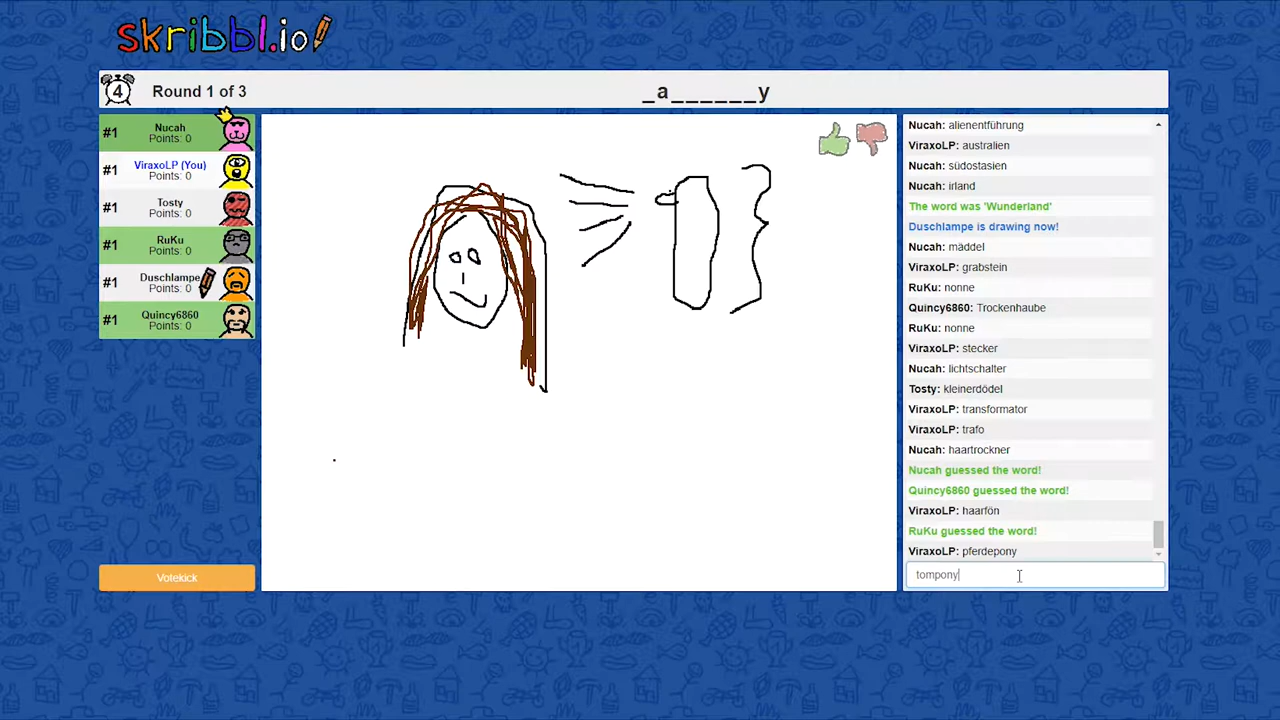 skribbl.io!
4
Round 1 of 3
_a______y
#1
Nucah
Points: 0
#1
ViraxoLP (You)
Points: 0
#1
Tosty
Points: 0
#1
RuKu
Points: 0
#1
Duschlampe
Points: 0
#1
Quincy6860
Points: 0
Votekick
Nucah: alienentführung
ViraxoLP: australien
Nucah: südostasien
Nucah: irland
The word was 'Wunderland'
Duschlampe is drawing now!
Nucah: mäddel
ViraxoLP: grabstein
RuKu: nonne
Quincy6860: Trockenhaube
RuKu: nonne
ViraxoLP: stecker
Nucah: lichtschalter
Tosty: kleinerdödel
ViraxoLP: transformator
ViraxoLP: trafo
Nucah: haartrockner
Nucah guessed the word!
Quincy6860 guessed the word!
ViraxoLP: haarfön
RuKu guessed the word!
ViraxoLP: pferdepony
tompony